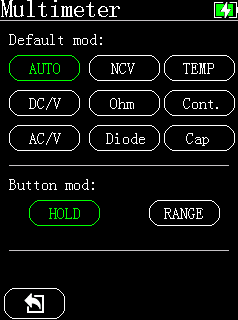 Multimeter
Default mod:
AUTO NCV TEMP
DC/V Ohm Cont.
AC/V Diode Cap
Button mod:
HOLD RANGE